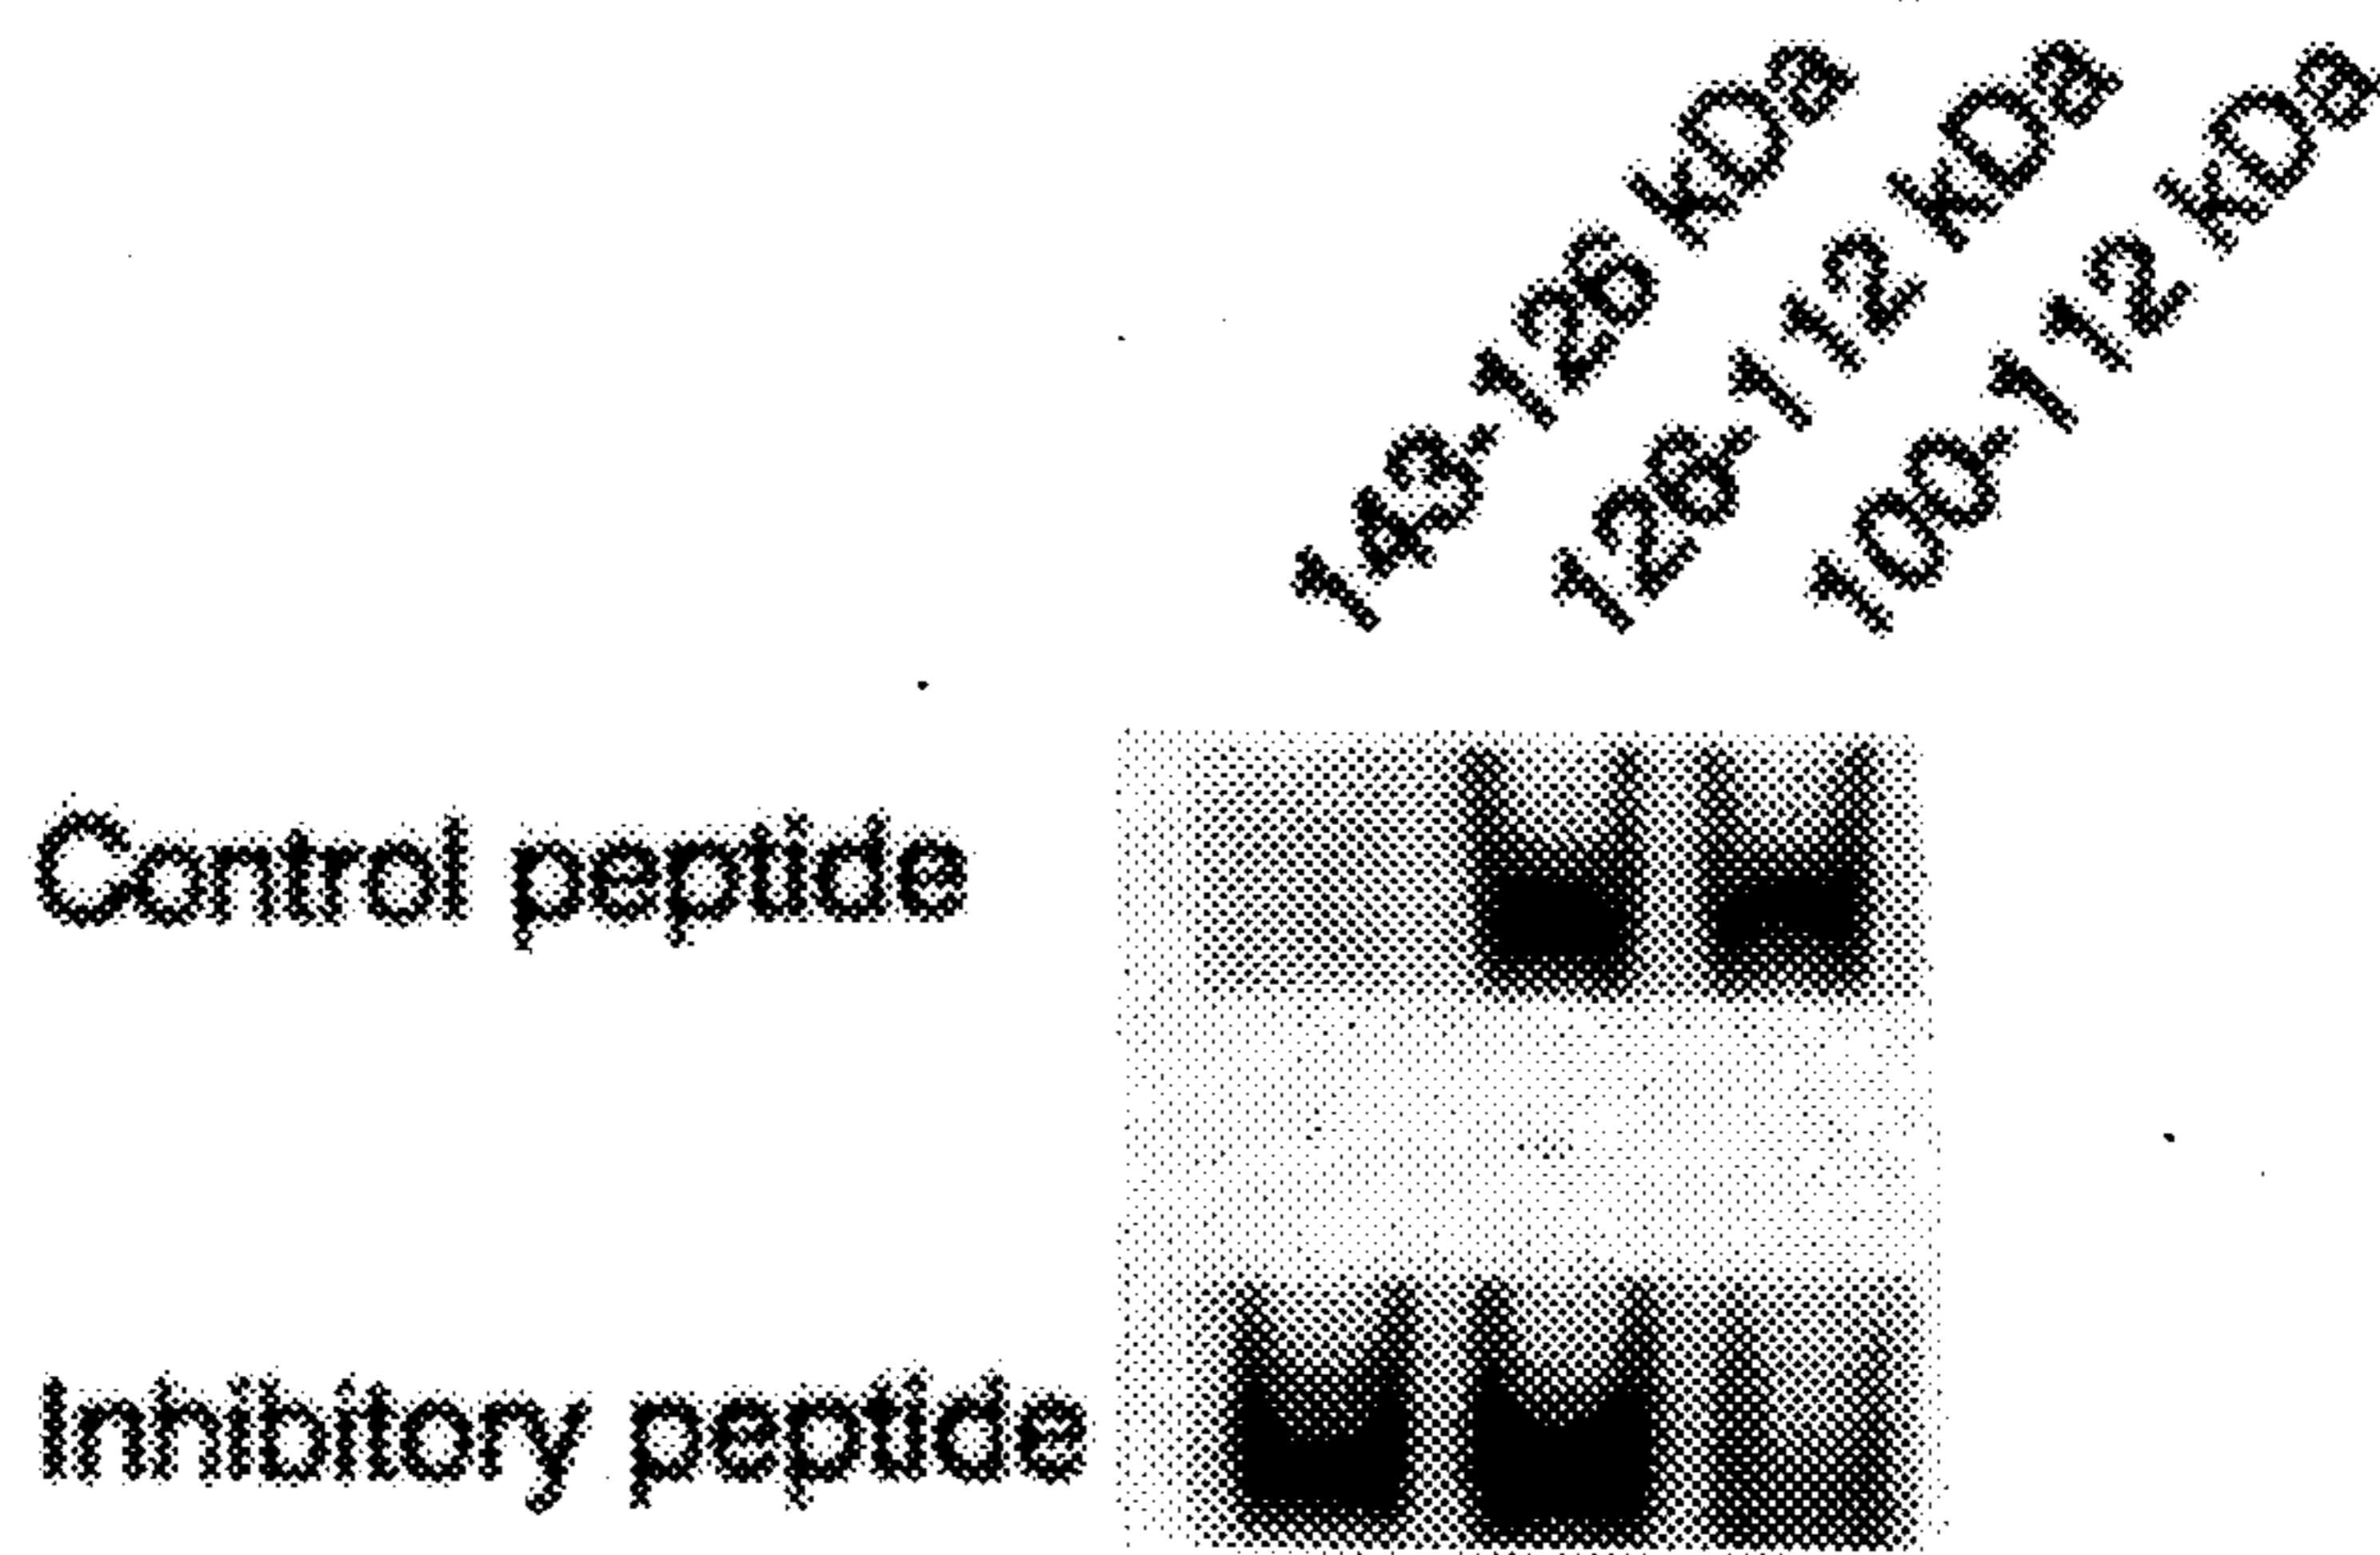 143-126 kDa
126-112 kDa
100-112 kDa
Control peptide
Inhibitory peptide